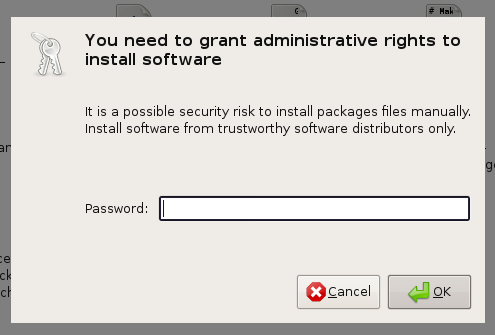 G
# Mak
You need to grant administrative rights to
install software
It is a possible security risk to install packages files manually.
Install software from trustworthy software distributors only.
Password:
Cancel
OK